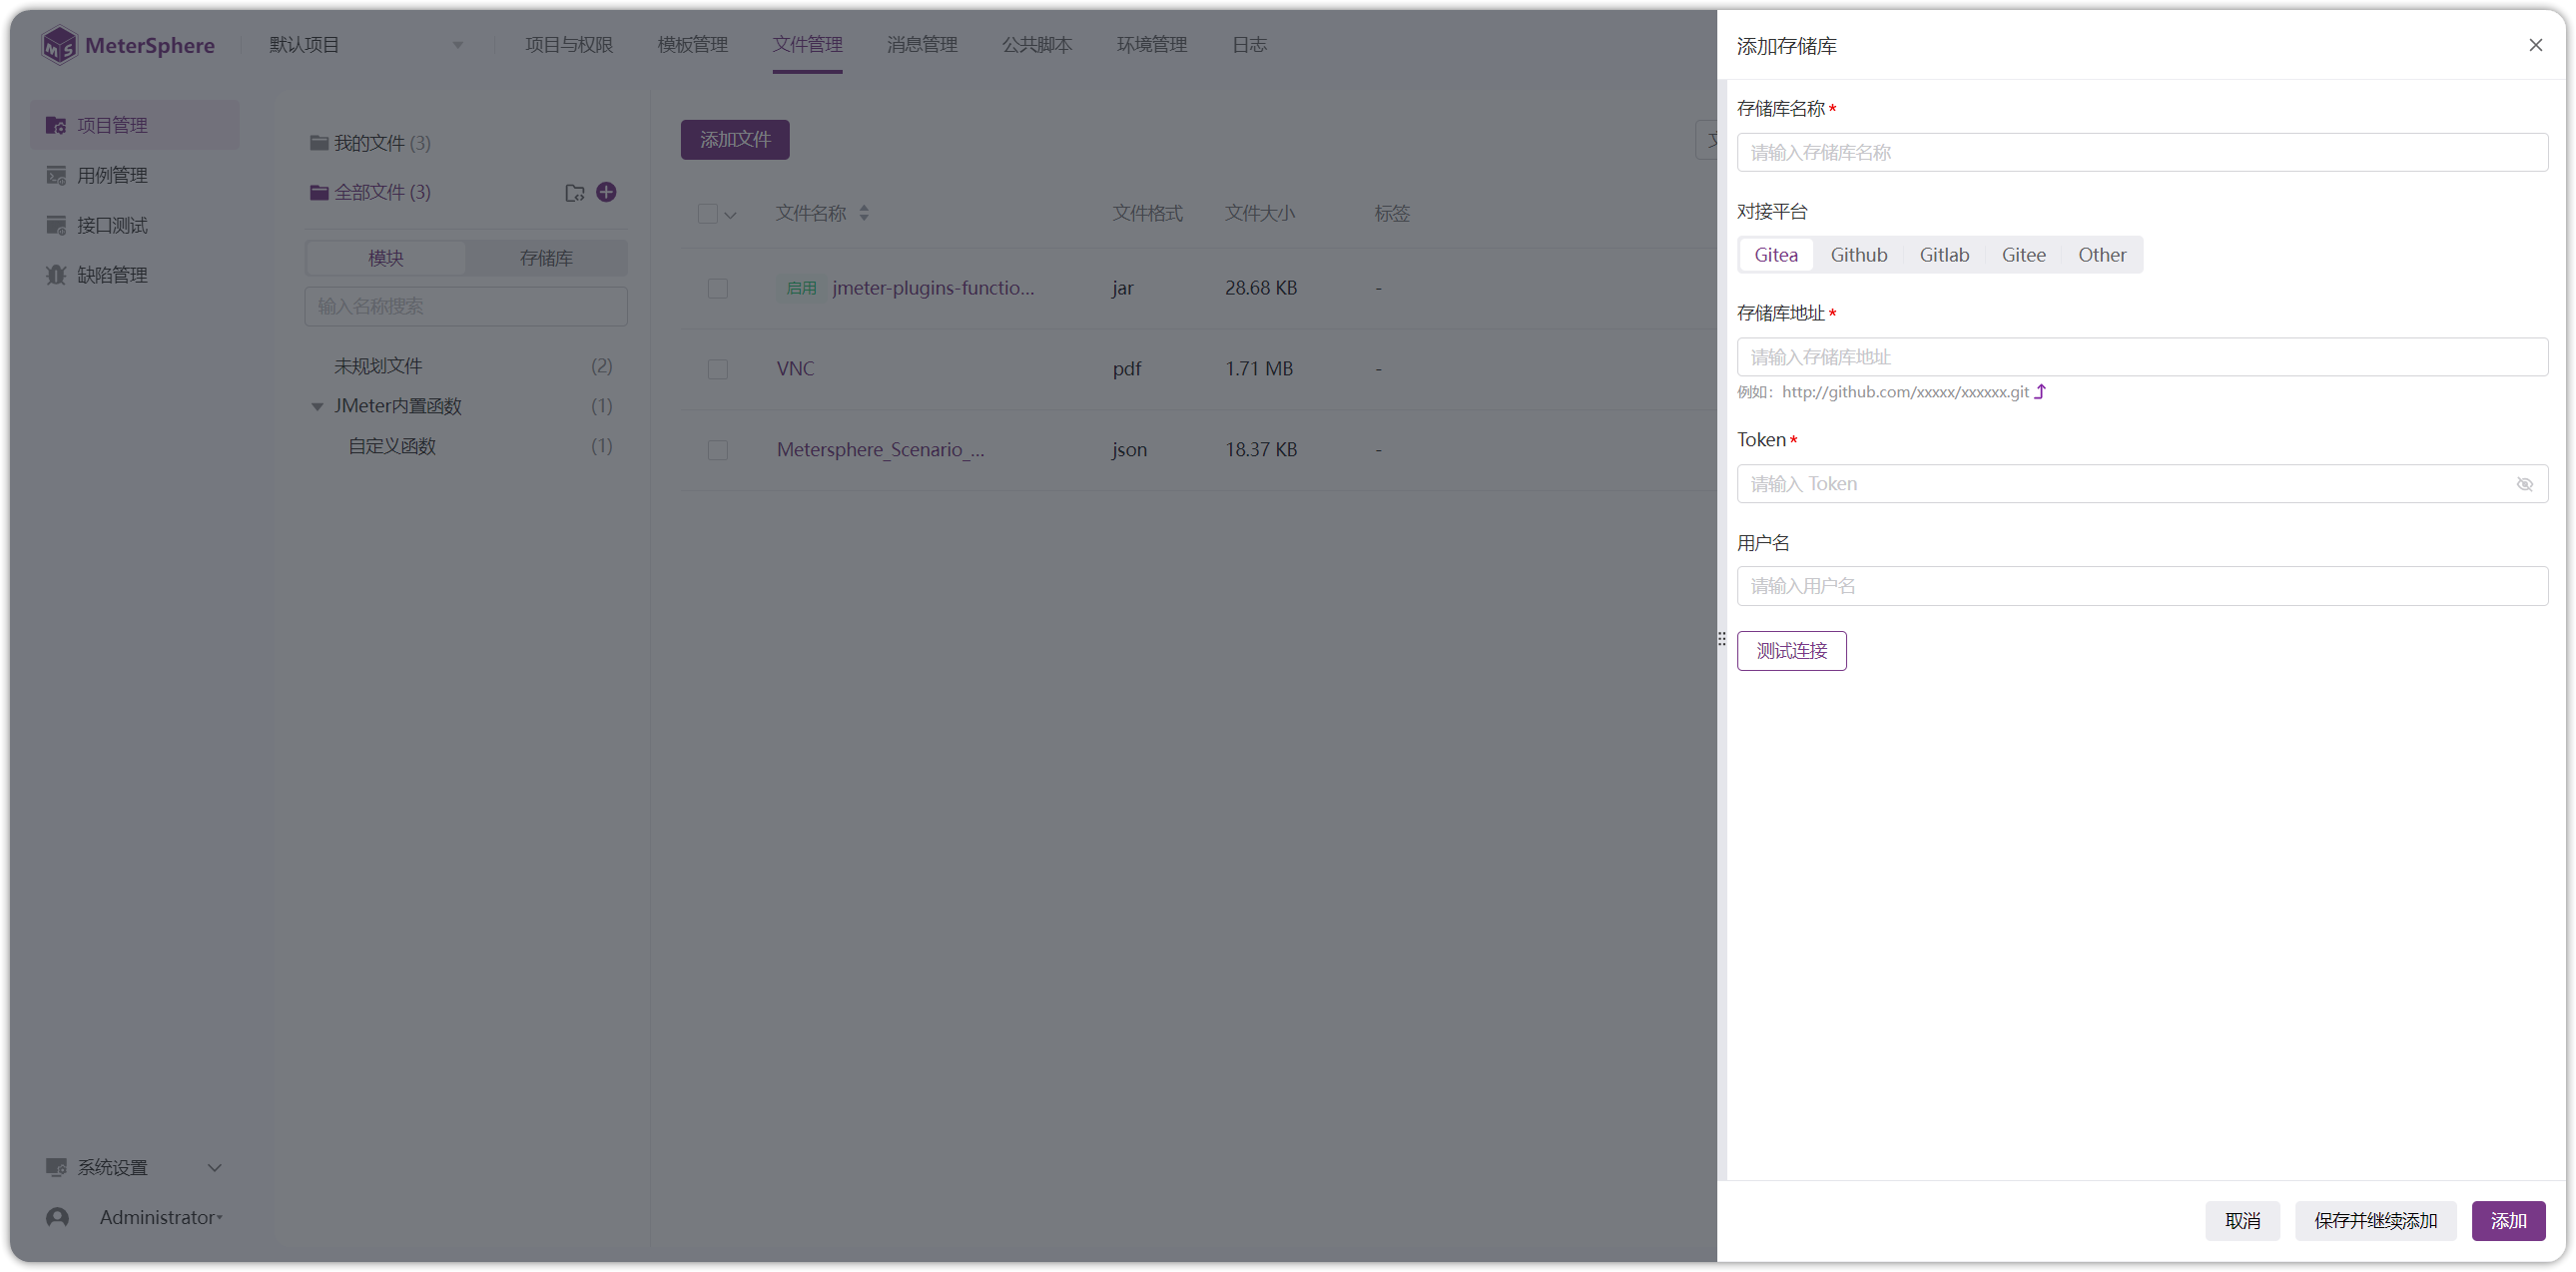 MeterSphere
默认项目
项目与权限
模板管理
文件管理
消息管理
公共脚本
环境管理
日志
项目管理
用例管理
接口测试
缺陷管理
系统设置
Administrator
我的文件 (3)
全部文件 (3)
模块
存储库
输入名称搜索
未规划文件 (2)
JMeter内置函数 (1)
自定义函数 (1)
添加文件
文件名称 文件格式 文件大小 标签
启用 jmeter-plugins-functio... jar 28.68 KB -
VNC pdf 1.71 MB -
Metersphere_Scenario_... json 18.37 KB -
添加存储库
存储库名称*
请输入存储库名称
对接平台
Gitea Github Gitlab Gitee Other
存储库地址*
请输入存储库地址
例如：http://github.com/xxxxx/xxxxxx.git
Token*
请输入 Token
用户名
请输入用户名
测试连接
取消 保存并继续添加 添加